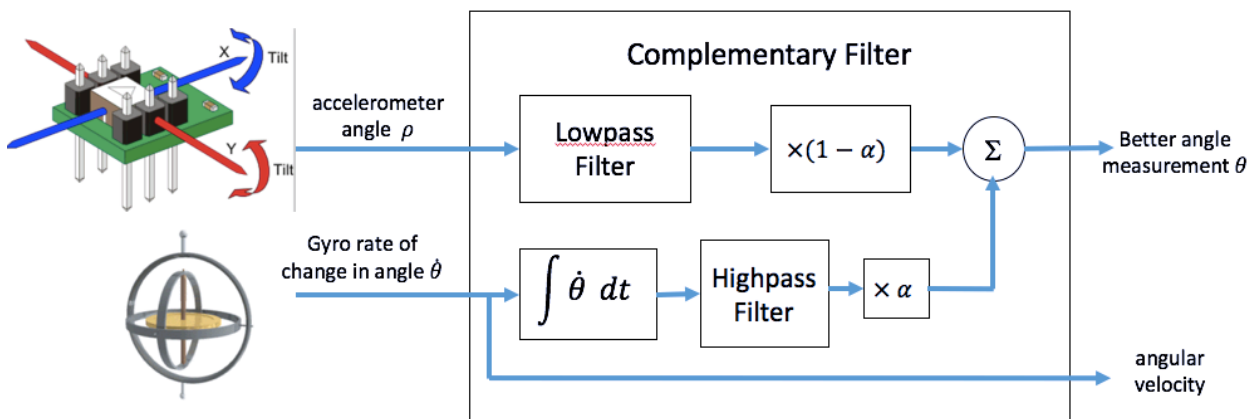 Complementary Filter
X
Tilt
Y
Tilt
accelerometer
angle ρ
Lowpass
Filter
×(1 − α)
Σ
Better angle
measurement θ
Gyro rate of
change in angle θ̇
∫ θ̇ dt
Highpass
Filter
× α
angular
velocity